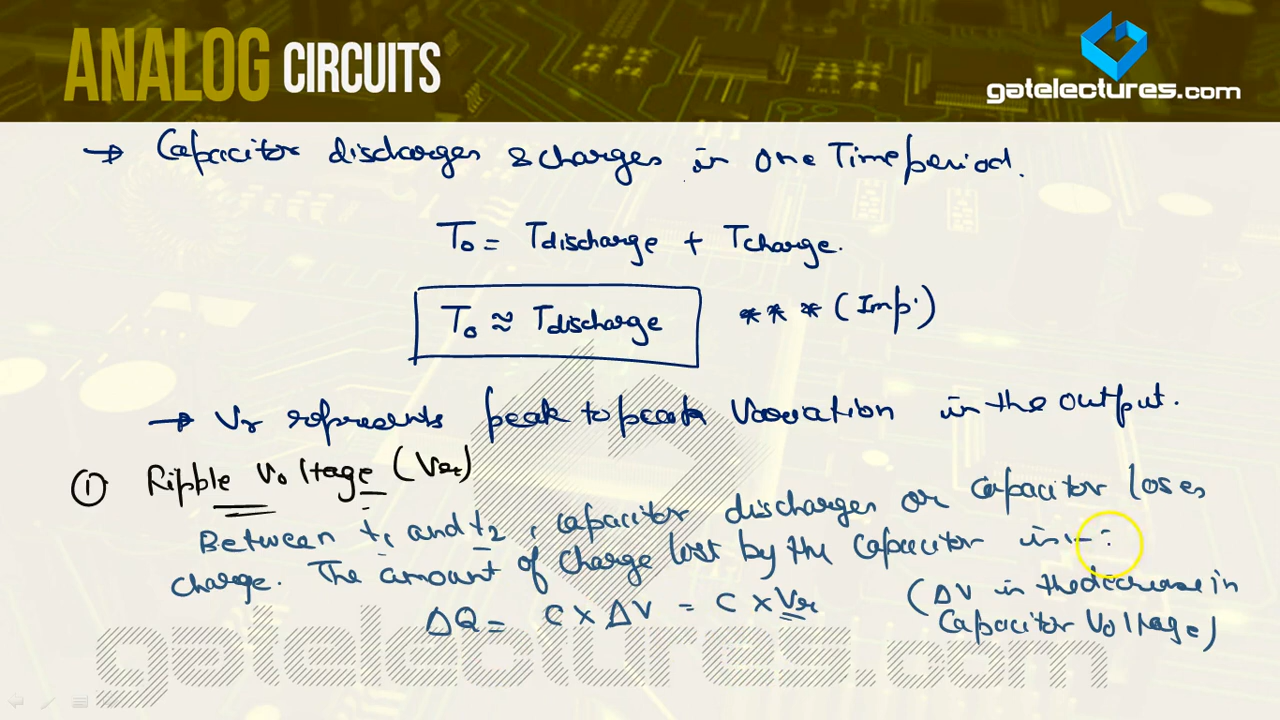 ANALOG CIRCUITS
gatelectures.com
→ Capacitor discharges & charges in one Time period.
To = Tdischarge + Tcharge.
To ≈ Tdischarge *** (Imp.)
→ Vr represents peak to peak Variation in the output.
① Ripple Voltage (Vr)
Between t1 and t2, capacitor discharges or capacitor loses
charge. The amount of charge lost by the capacitor is :-
ΔQ = C × ΔV = C × Vr (ΔV is the decrease in
Capacitor Voltage)
gatelectures.com